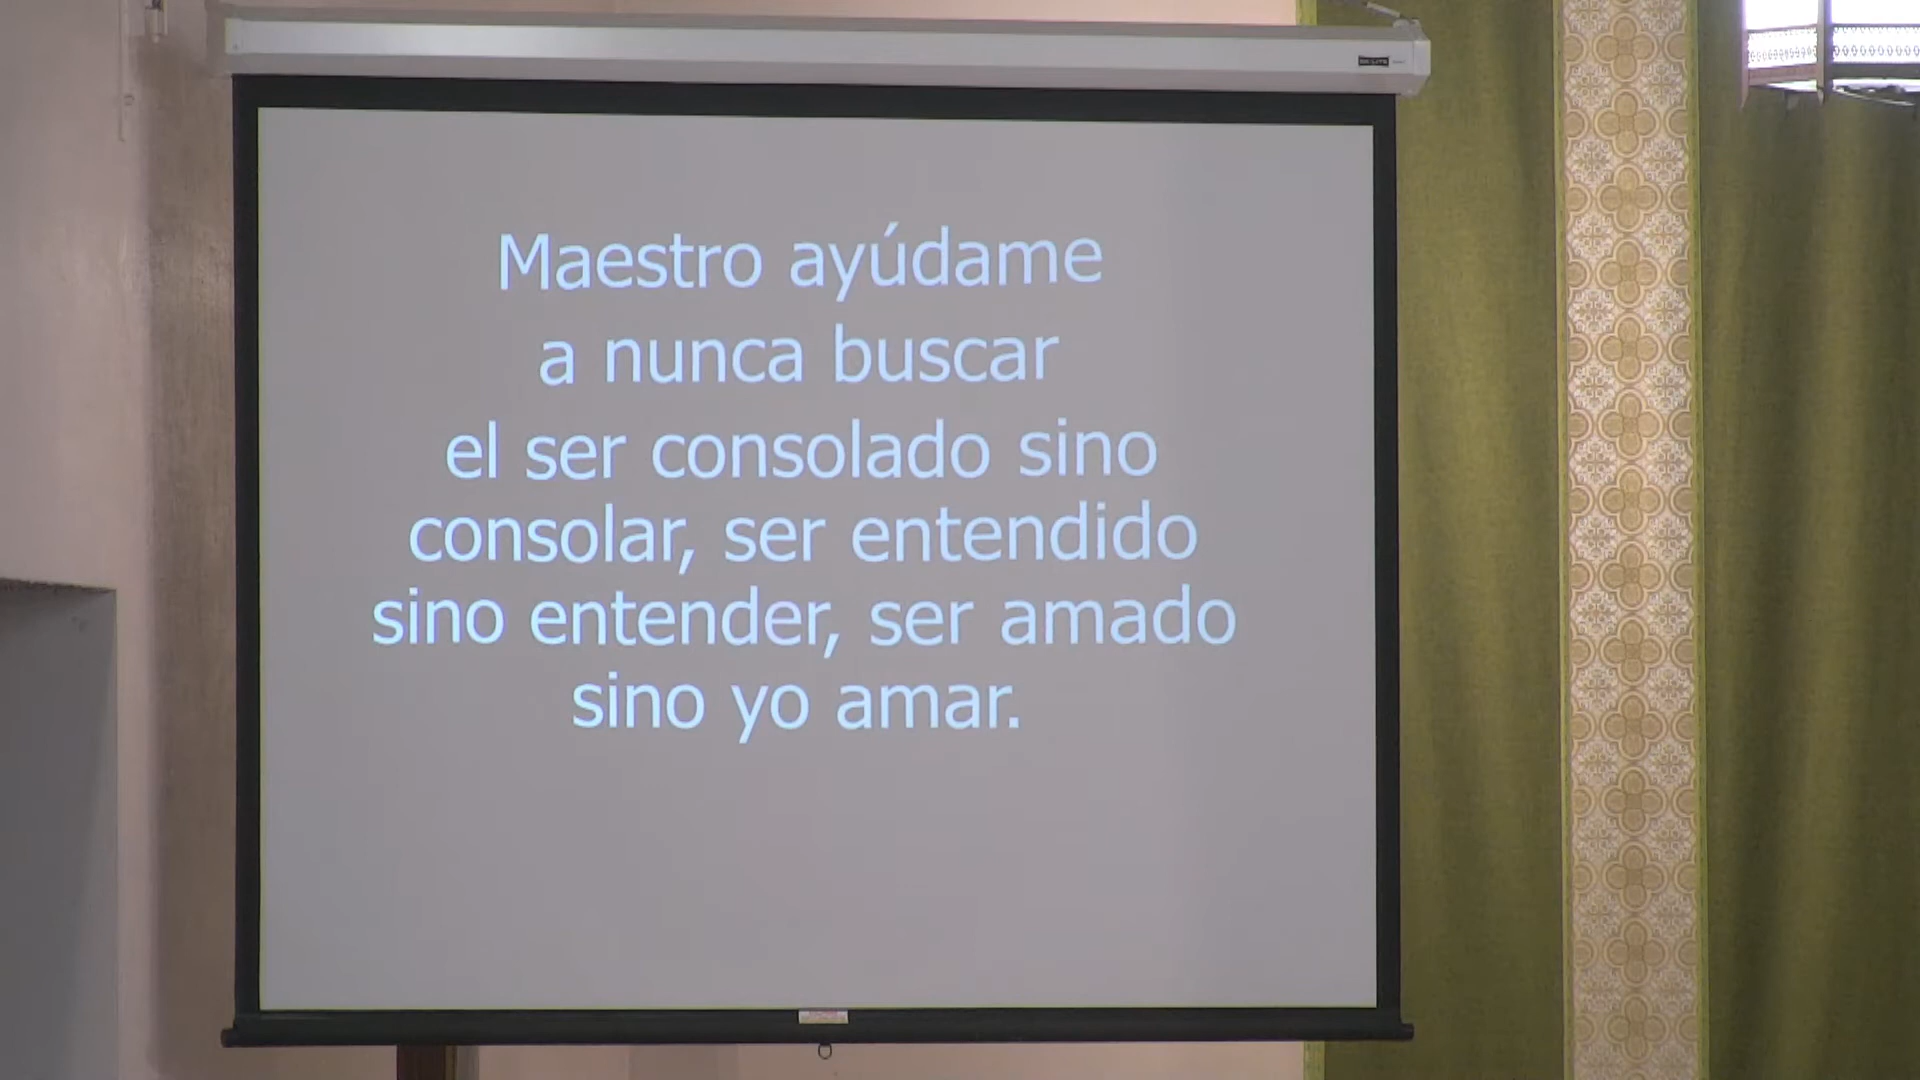 Maestro ayúdame
a nunca buscar
el ser consolado sino
consolar, ser entendido
sino entender, ser amado
sino yo amar.